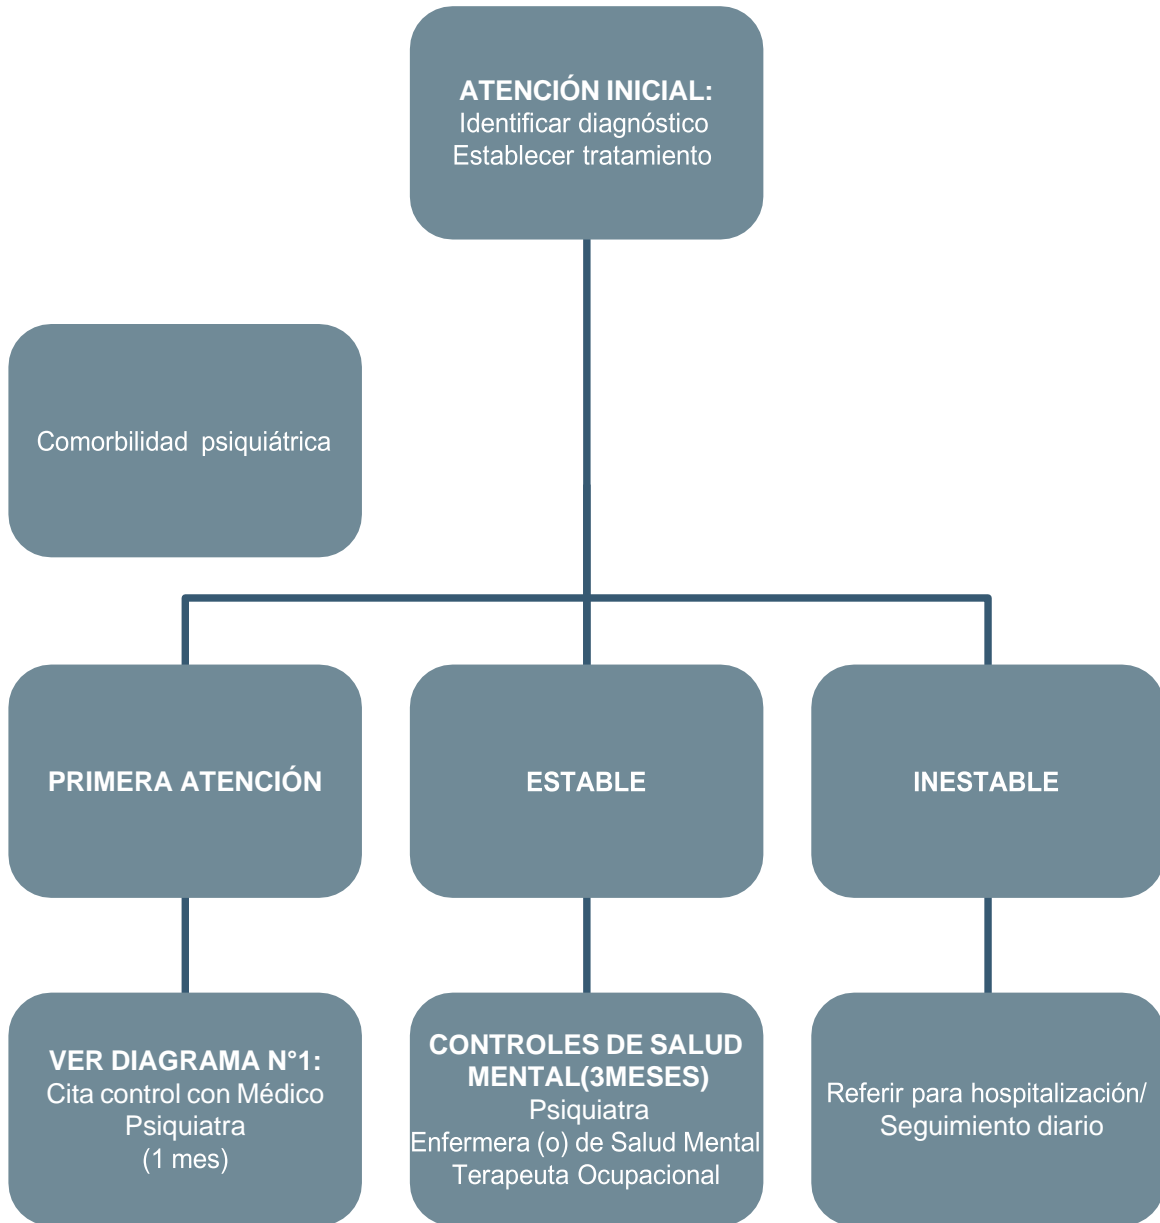 ATENCIÓN INICIAL:
Identificar diagnóstico
Establecer tratamiento
Comorbilidad psiquiátrica
PRIMERA ATENCIÓN
ESTABLE
INESTABLE
VER DIAGRAMA N°1:
Cita control con Médico
Psiquiatra
(1 mes)
CONTROLES DE SALUD
MENTAL(3MESES)
Psiquiatra
Enfermera (o) de Salud Mental
Terapeuta Ocupacional
Referir para hospitalización/
Seguimiento diario